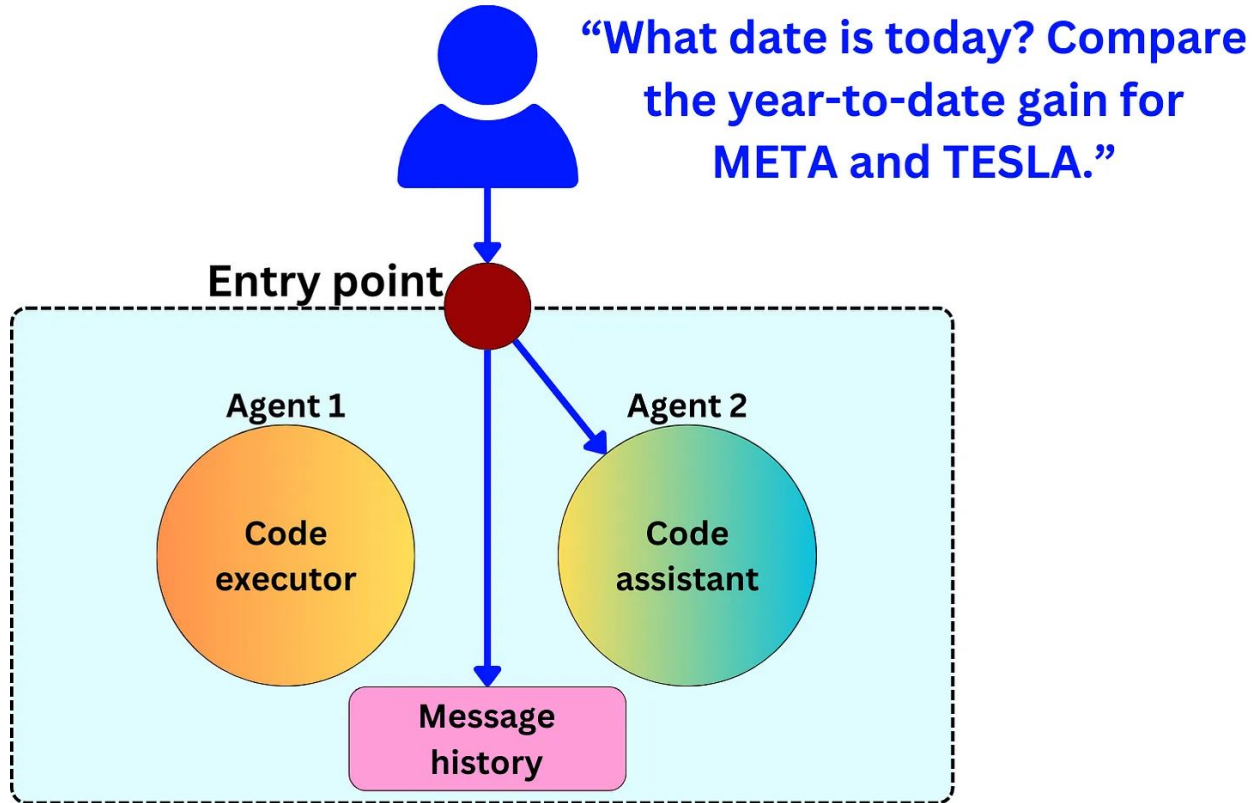 “What date is today? Compare
the year-to-date gain for
META and TESLA.”
Entry point
Agent 1
Agent 2
Code
executor
Code
assistant
Message
history